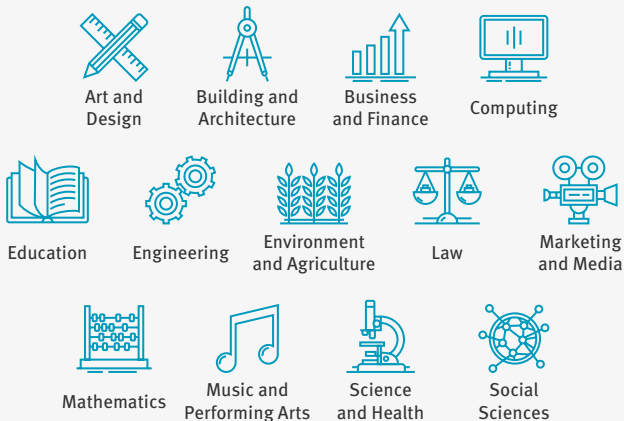 Art and
Design
Building and
Architecture
Business
and Finance
Computing
Education
Engineering
Environment
and Agriculture
Law
Marketing
and Media
Mathematics
Music and
Performing Arts
Science
and Health
Social
Sciences